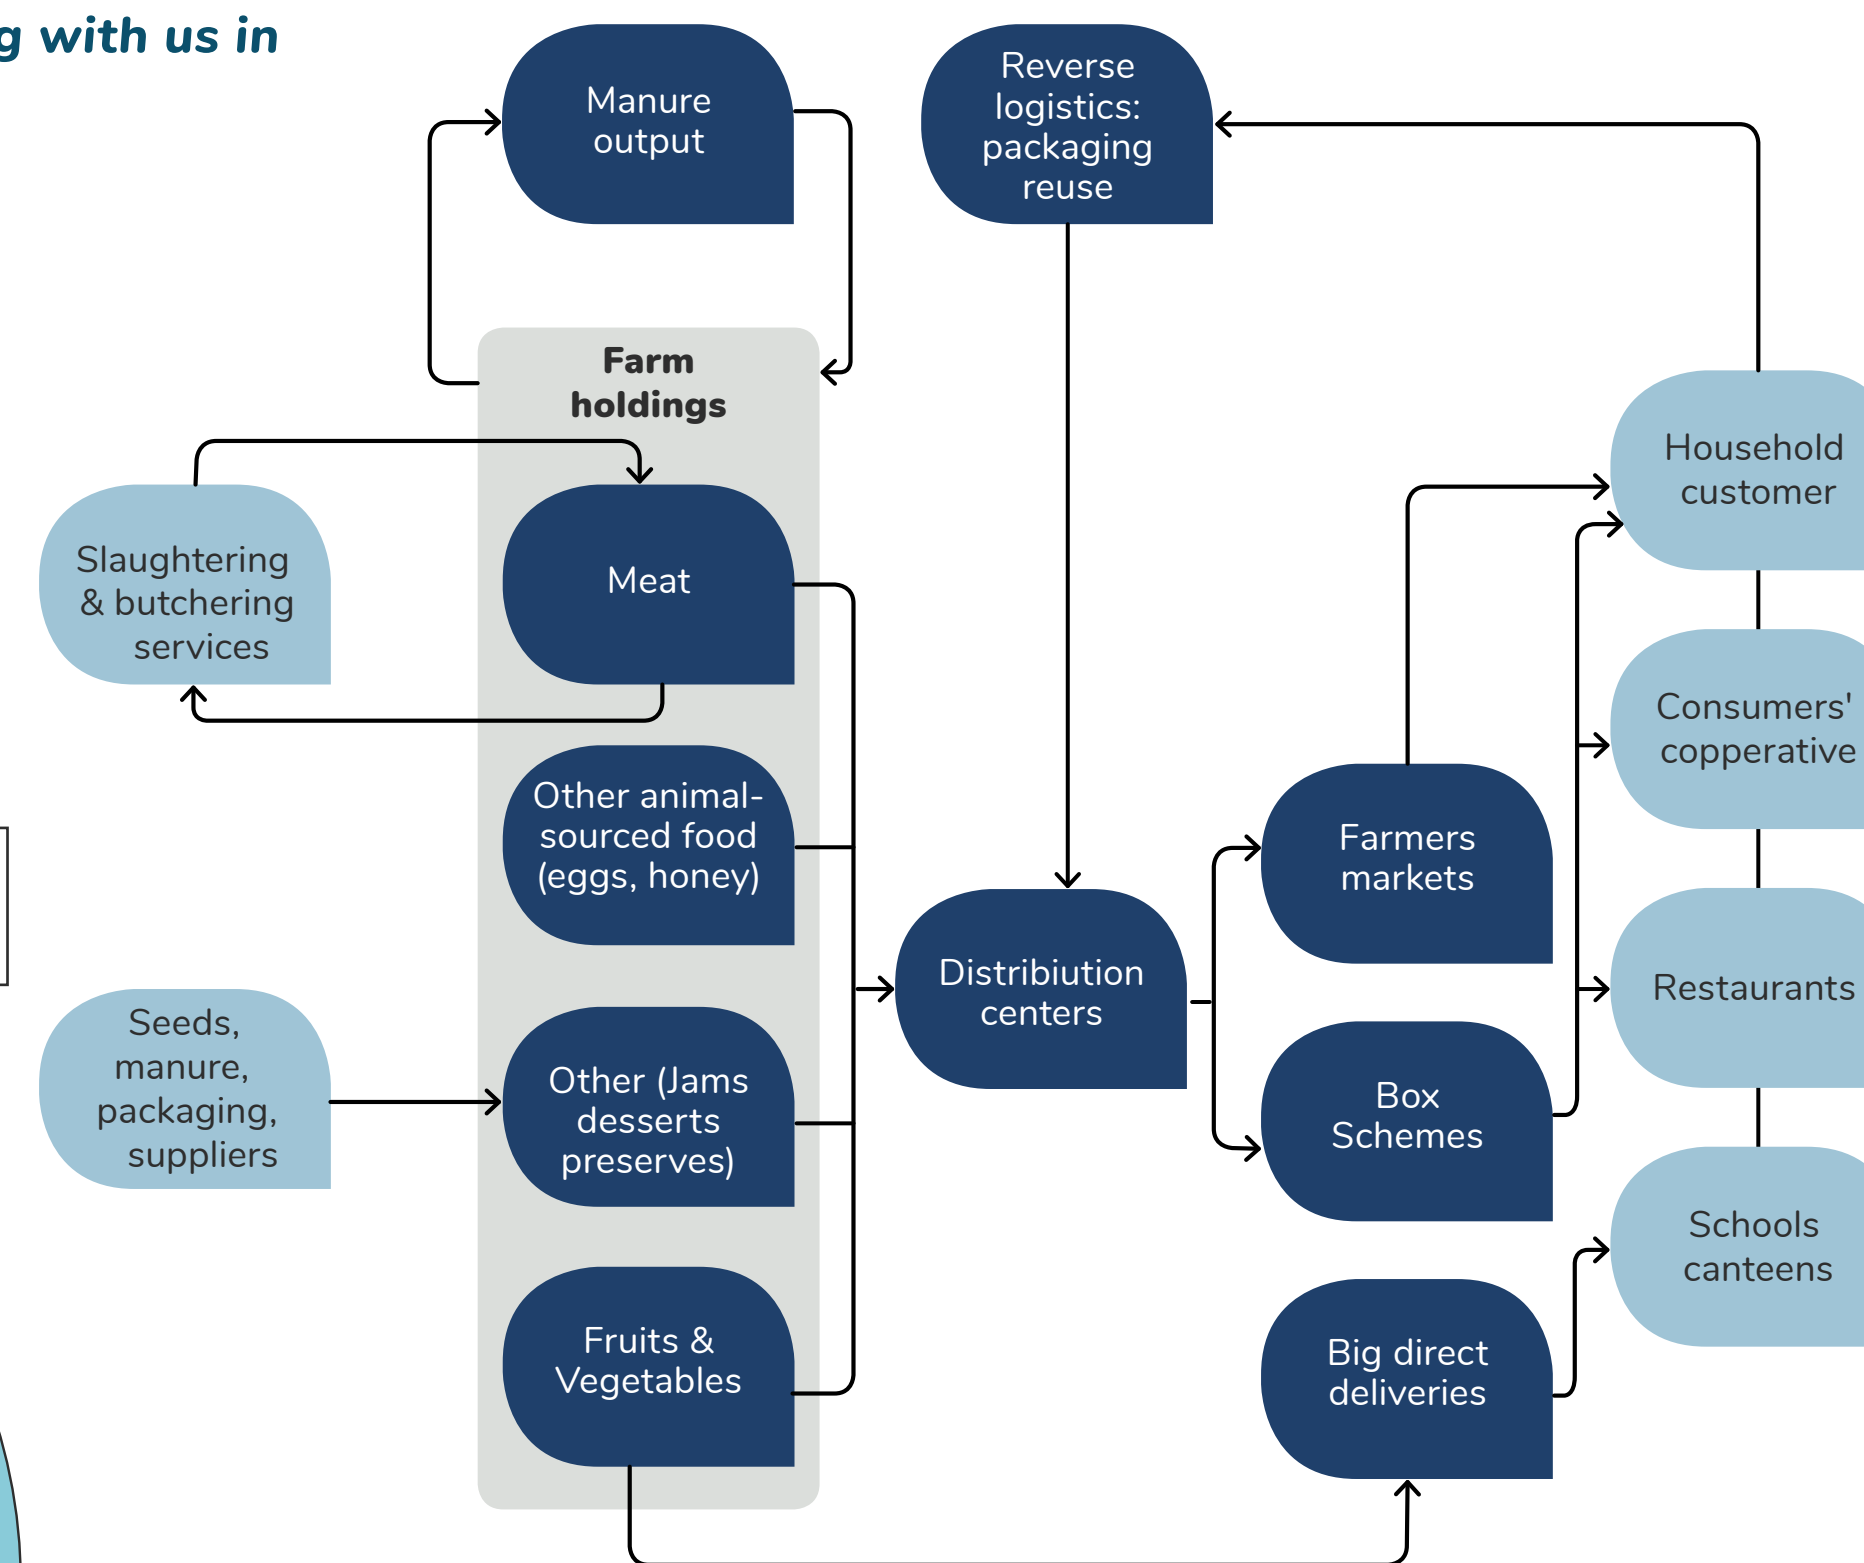 g with us in
Manure
output
Reverse
logistics:
packaging
reuse
Farm
holdings
Household
customer
Slaughtering
& butchering
services
Meat
Consumers'
copperative
Other animal-
sourced food
(eggs, honey)
Farmers
markets
Distribiution
centers
Restaurants
Seeds,
manure,
packaging,
suppliers
Other (Jams
desserts
preserves)
Box
Schemes
Schools
canteens
Fruits &
Vegetables
Big direct
deliveries